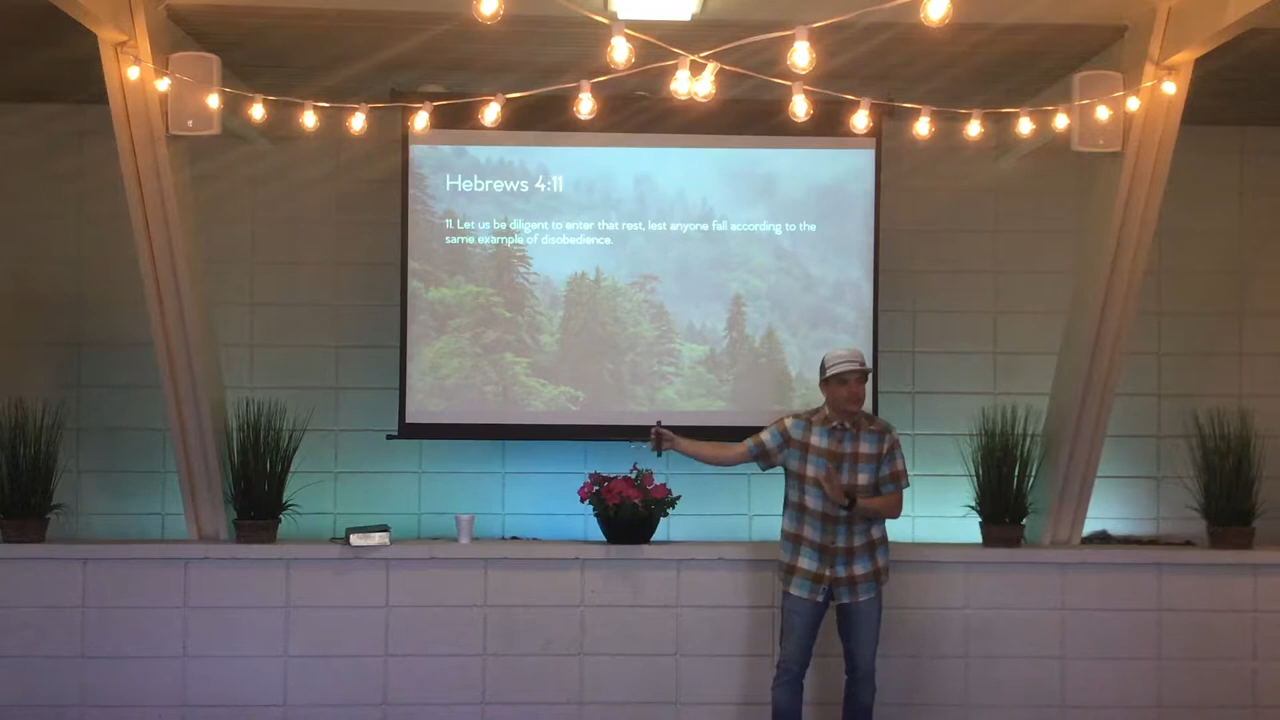 Hebrews 4:11
11. Let us be diligent to enter that rest, lest anyone fall according to the
same example of disobedience.